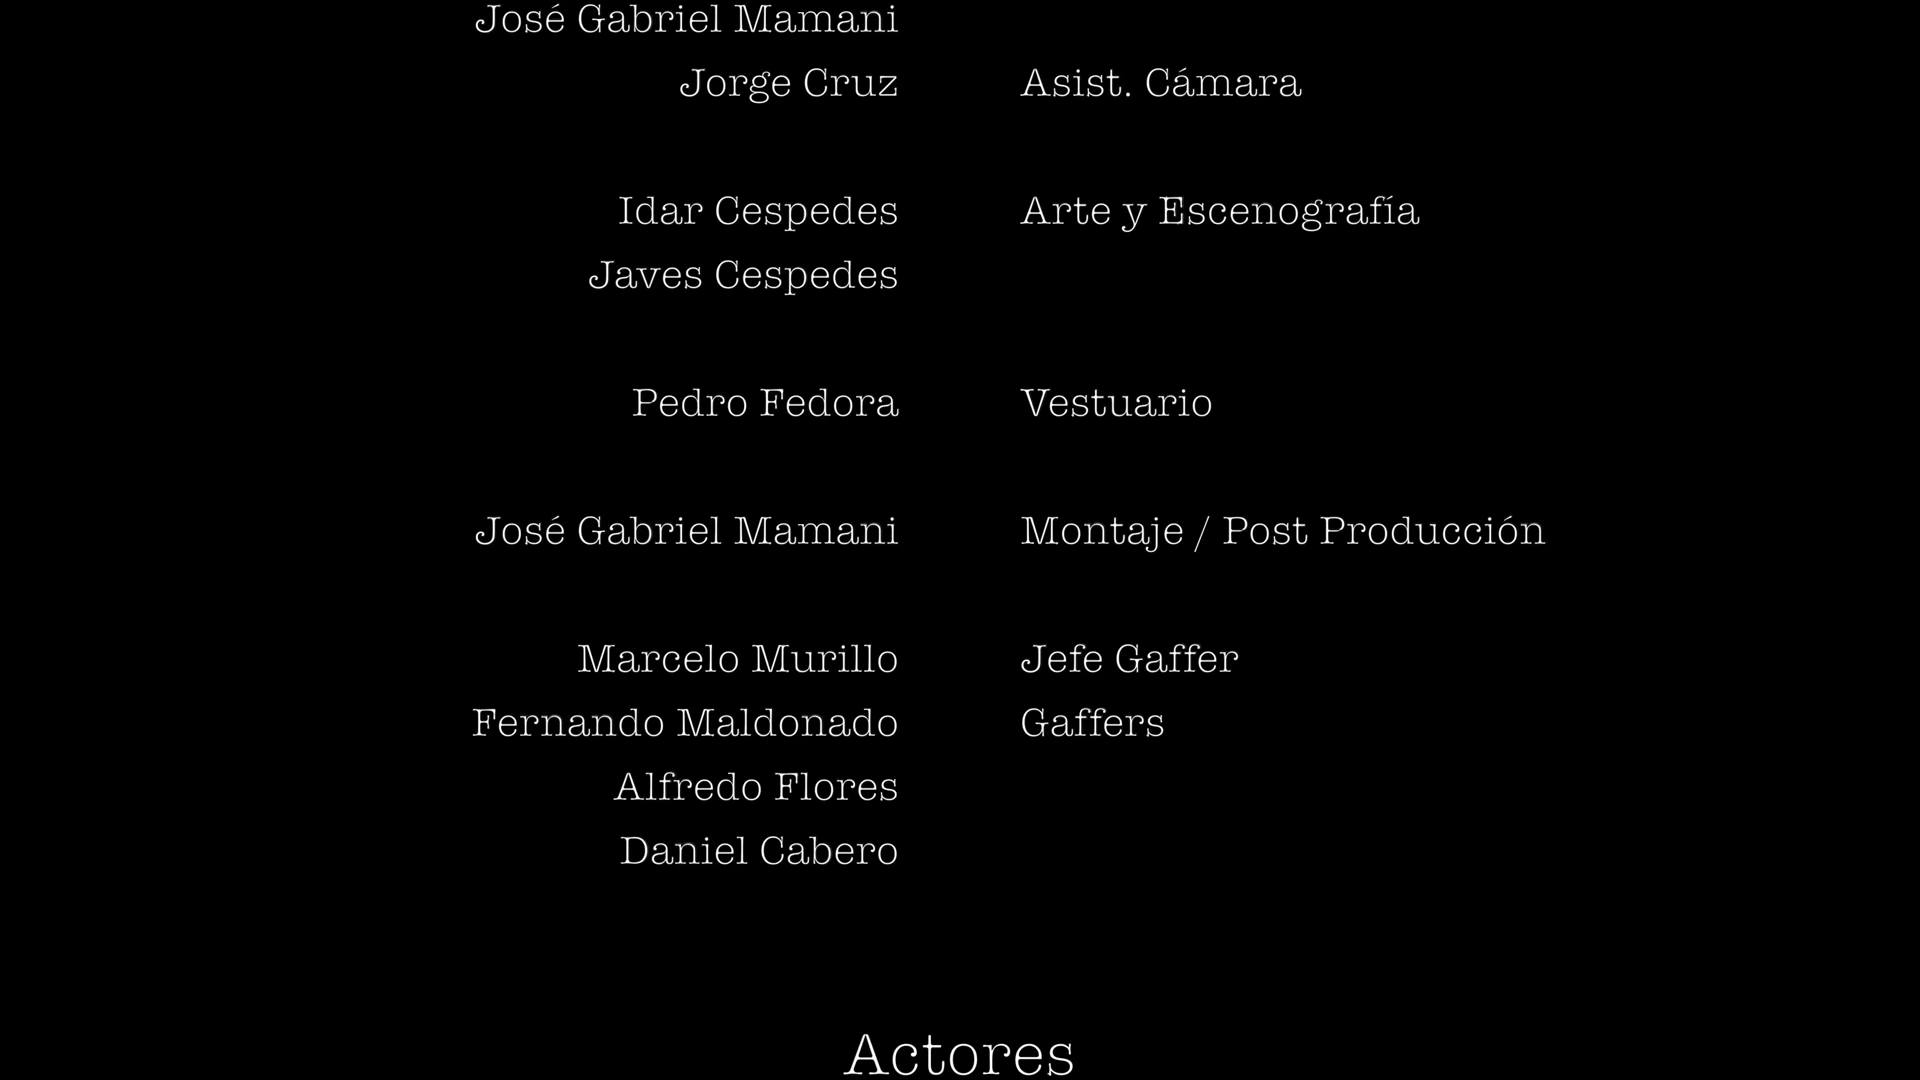 José Gabriel Mamani
Jorge Cruz Asist. Cámara
Idar Cespedes Arte y Escenografía
Javes Cespedes
Pedro Fedora Vestuario
José Gabriel Mamani Montaje / Post Producción
Marcelo Murillo Jefe Gaffer
Fernando Maldonado Gaffers
Alfredo Flores
Daniel Cabero
Actores